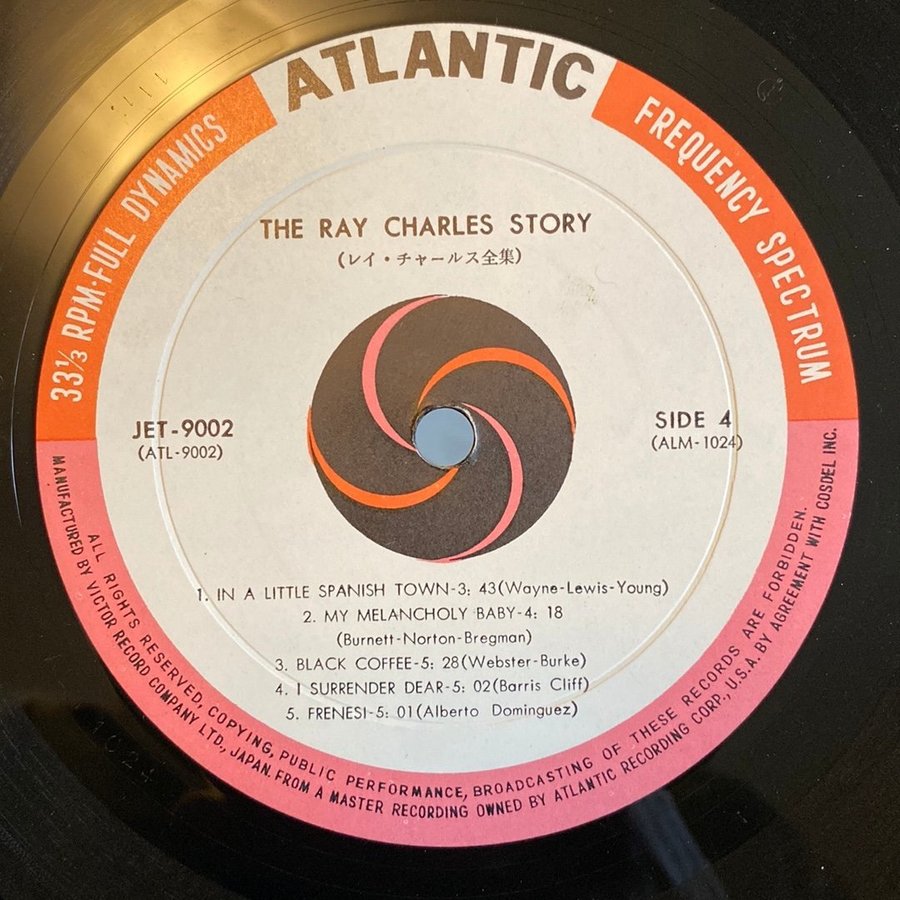 ATLANTIC
33⅓ RPM·FULL DYNAMICS
FREQUENCY SPECTRUM
THE RAY CHARLES STORY
(レイ・チャールス全集)
JET-9002
(ATL-9002)
SIDE 4
(ALM-1024)
1. IN A LITTLE SPANISH TOWN-3: 43(Wayne-Lewis-Young)
2. MY MELANCHOLY BABY-4: 18
(Burnett-Norton-Bregman)
3. BLACK COFFEE-5: 28(Webster-Burke)
4. I SURRENDER DEAR-5: 02(Barris Cliff)
5. FRENESI-5: 01(Alberto Dominguez)
ALL RIGHTS RESERVED, COPYING, PUBLIC PERFORMANCE, BROADCASTING OF THESE RECORDS ARE FORBIDDEN.
MANUFACTURED BY VICTOR RECORD COMPANY LTD., JAPAN. FROM A MASTER RECORDING OWNED BY ATLANTIC RECORDING CORP., U.S.A. BY AGREEMENT WITH COSDEL INC.